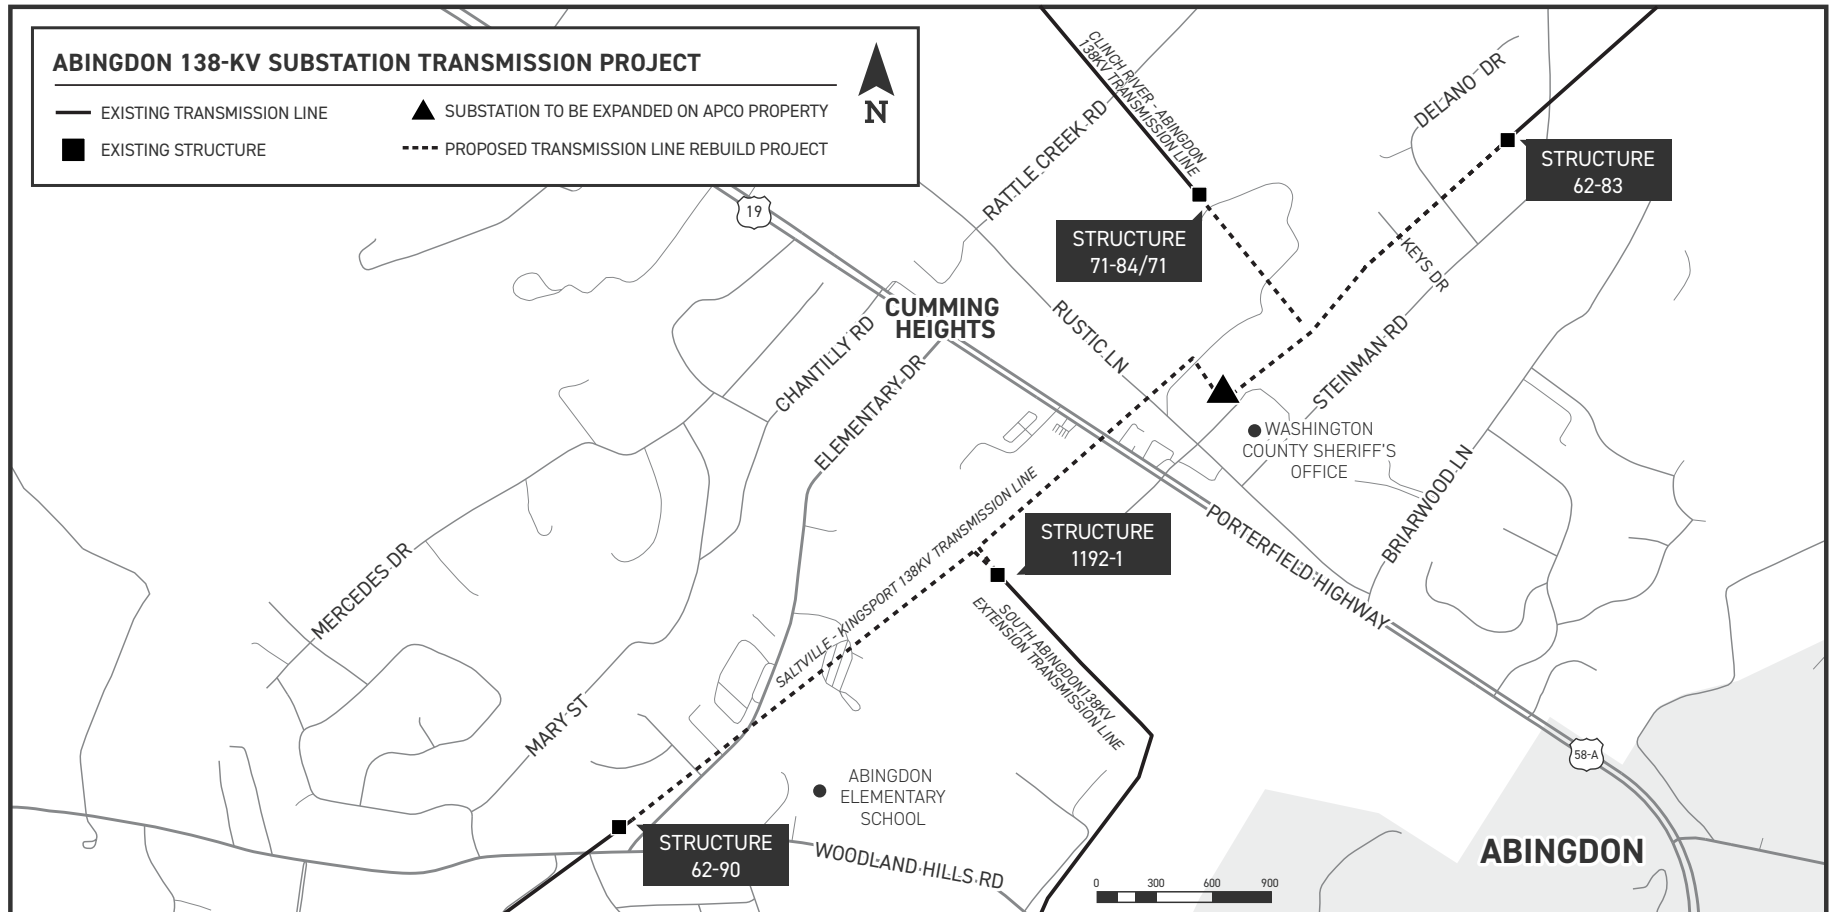 ABINGDON 138-KV SUBSTATION TRANSMISSION PROJECT
EXISTING TRANSMISSION LINE
SUBSTATION TO BE EXPANDED ON APCO PROPERTY
EXISTING STRUCTURE
PROPOSED TRANSMISSION LINE REBUILD PROJECT
N
CLINCH RIVER - ABINGDON
138KV TRANSMISSION LINE
DELANO DR
RATTLE CREEK RD
STRUCTURE
62-83
19
STRUCTURE
71-84/71
KEYS DR
CUMMING
HEIGHTS
RUSTIC LN
CHANTILLY RD
ELEMENTARY DR
STEINMAN RD
WASHINGTON
COUNTY SHERIFF'S
OFFICE
BRIARWOOD LN
SALTVILLE - KINGSPORT 138KV TRANSMISSION LINE
STRUCTURE
1192-1
PORTERFIELD HIGHWAY
MERCEDES DR
SOUTH ABINGDON138KV
EXTENSION TRANSMISSION LINE
MARY ST
58-A
ABINGDON
ELEMENTARY
SCHOOL
STRUCTURE
62-90
WOODLAND HILLS RD
ABINGDON
0 300 600 900